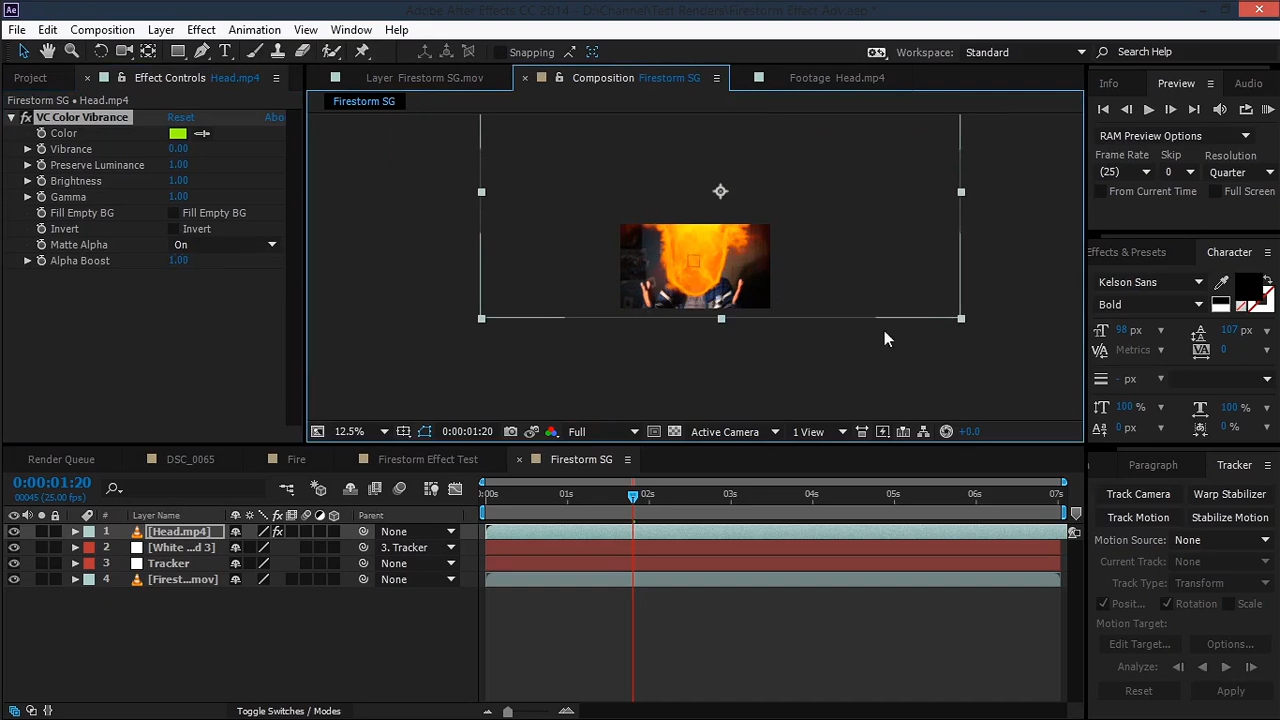 Ae
Adobe After Effects CC 2014 - D:\Channel\Test Rengers\Firestorm Effect Adv.aep *
File Edit Composition Layer Effect Animation View Window Help
Snapping Workspace: Standard Search Help
Project Effect Controls Head.mp4 Layer Firestorm SG.mov Composition Firestorm SG Footage Head.mp4 Info Preview Audio
Firestorm SG • Head.mp4 Firestorm SG
fx VC Color Vibrance Reset Abo
Color
Vibrance 0.00
Preserve Luminance 1.00
Brightness 1.00
Gamma 1.00
Fill Empty BG Fill Empty BG
Invert Invert
Matte Alpha On
Alpha Boost 1.00
RAM Preview Options
Frame Rate Skip Resolution
(25) 0 Quarter
From Current Time Full Screen
Effects & Presets Character
Kelson Sans
Bold
98 px 107 px
Metrics 0
- px
100 % 100 %
0 px 0 %
12.5% 0:00:01:20 Full Active Camera 1 View +0.0
Render Queue DSC_0065 Fire Firestorm Effect Test Firestorm SG
0:00:01:20
00045 (25.00 fps)
0:00s 01s 02s 03s 04s 05s 06s 07s
# Layer Name Parent
1 [Head.mp4] fx None
2 [White ...d 3] 3. Tracker
3 Tracker None
4 [Firest...mov] None
Toggle Switches / Modes
Paragraph Tracker
Track Camera Warp Stabilizer
Track Motion Stabilize Motion
Motion Source: None
Current Track: None
Track Type: Transform
Posit... Rotation Scale
Motion Target:
Edit Target... Options...
Analyze:
Reset Apply